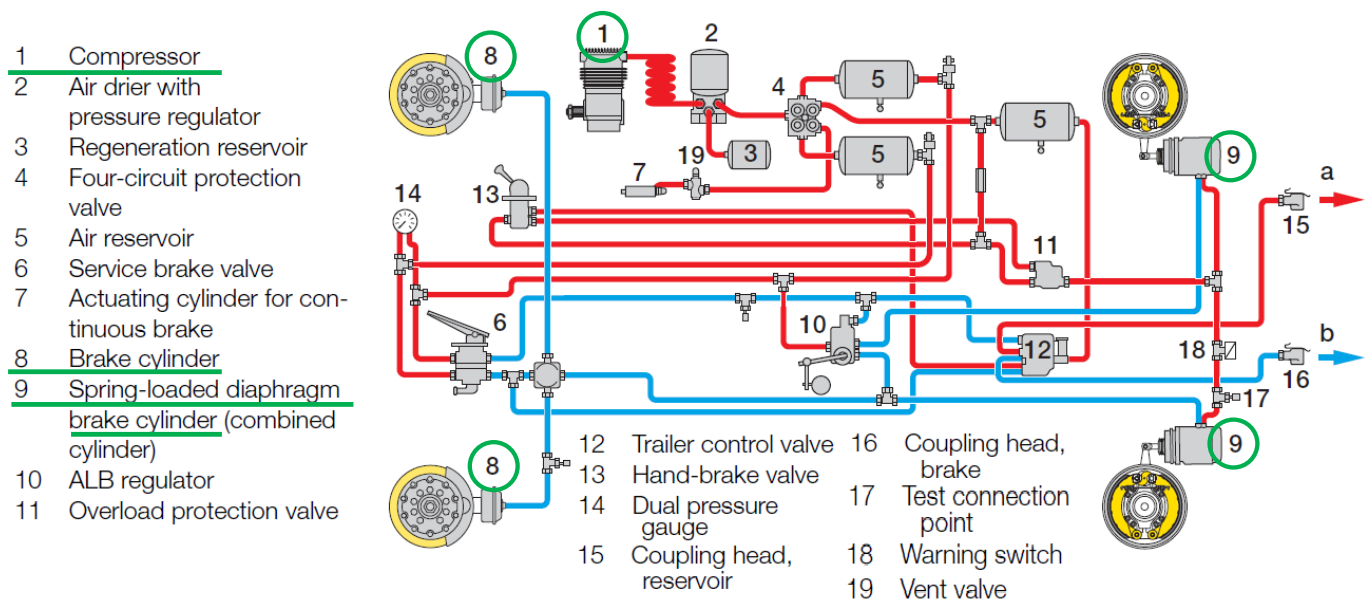 1 Compressor
2 Air drier with
pressure regulator
3 Regeneration reservoir
4 Four-circuit protection
valve
5 Air reservoir
6 Service brake valve
7 Actuating cylinder for con-
tinuous brake
8 Brake cylinder
9 Spring-loaded diaphragm
brake cylinder (combined
cylinder)
10 ALB regulator
11 Overload protection valve
8
1
2
4
5
5
5
3
19
7
9
13
14
a
15
11
6
10
12
18
b
16
17
9
8
12 Trailer control valve
13 Hand-brake valve
14 Dual pressure
gauge
15 Coupling head,
reservoir
16 Coupling head,
brake
17 Test connection
point
18 Warning switch
19 Vent valve